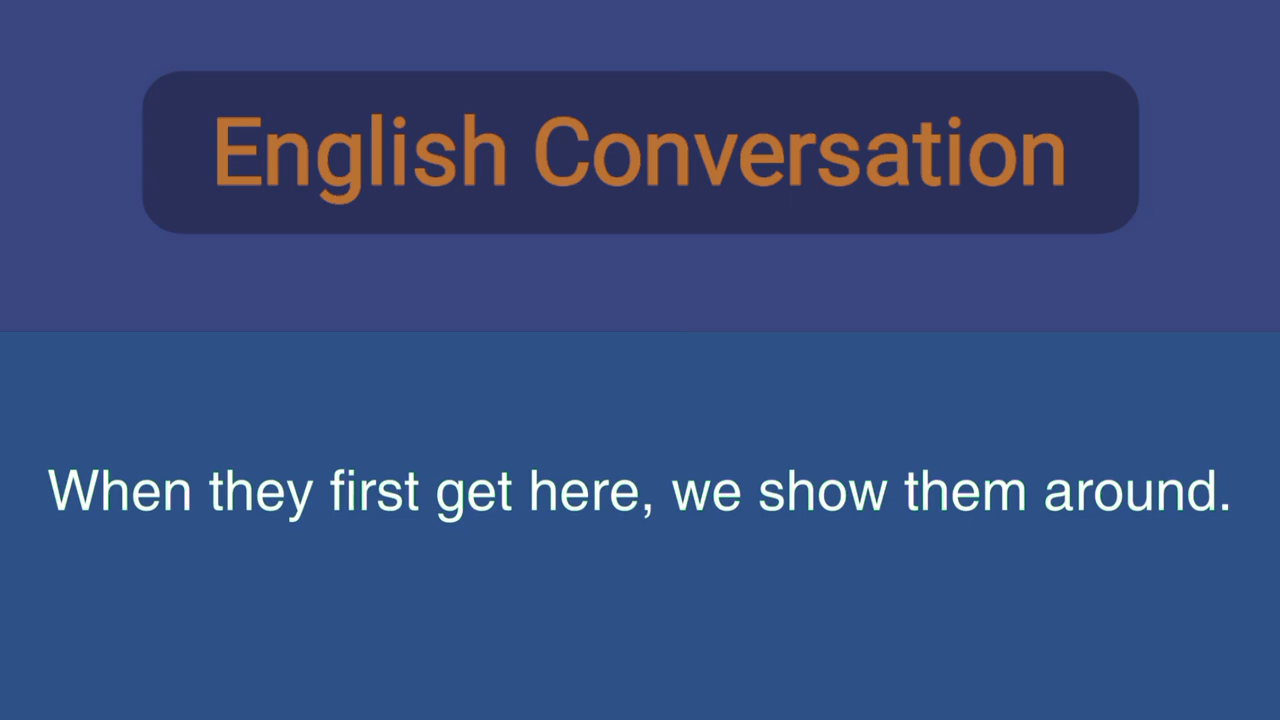 English Conversation
When they first get here, we show them around.